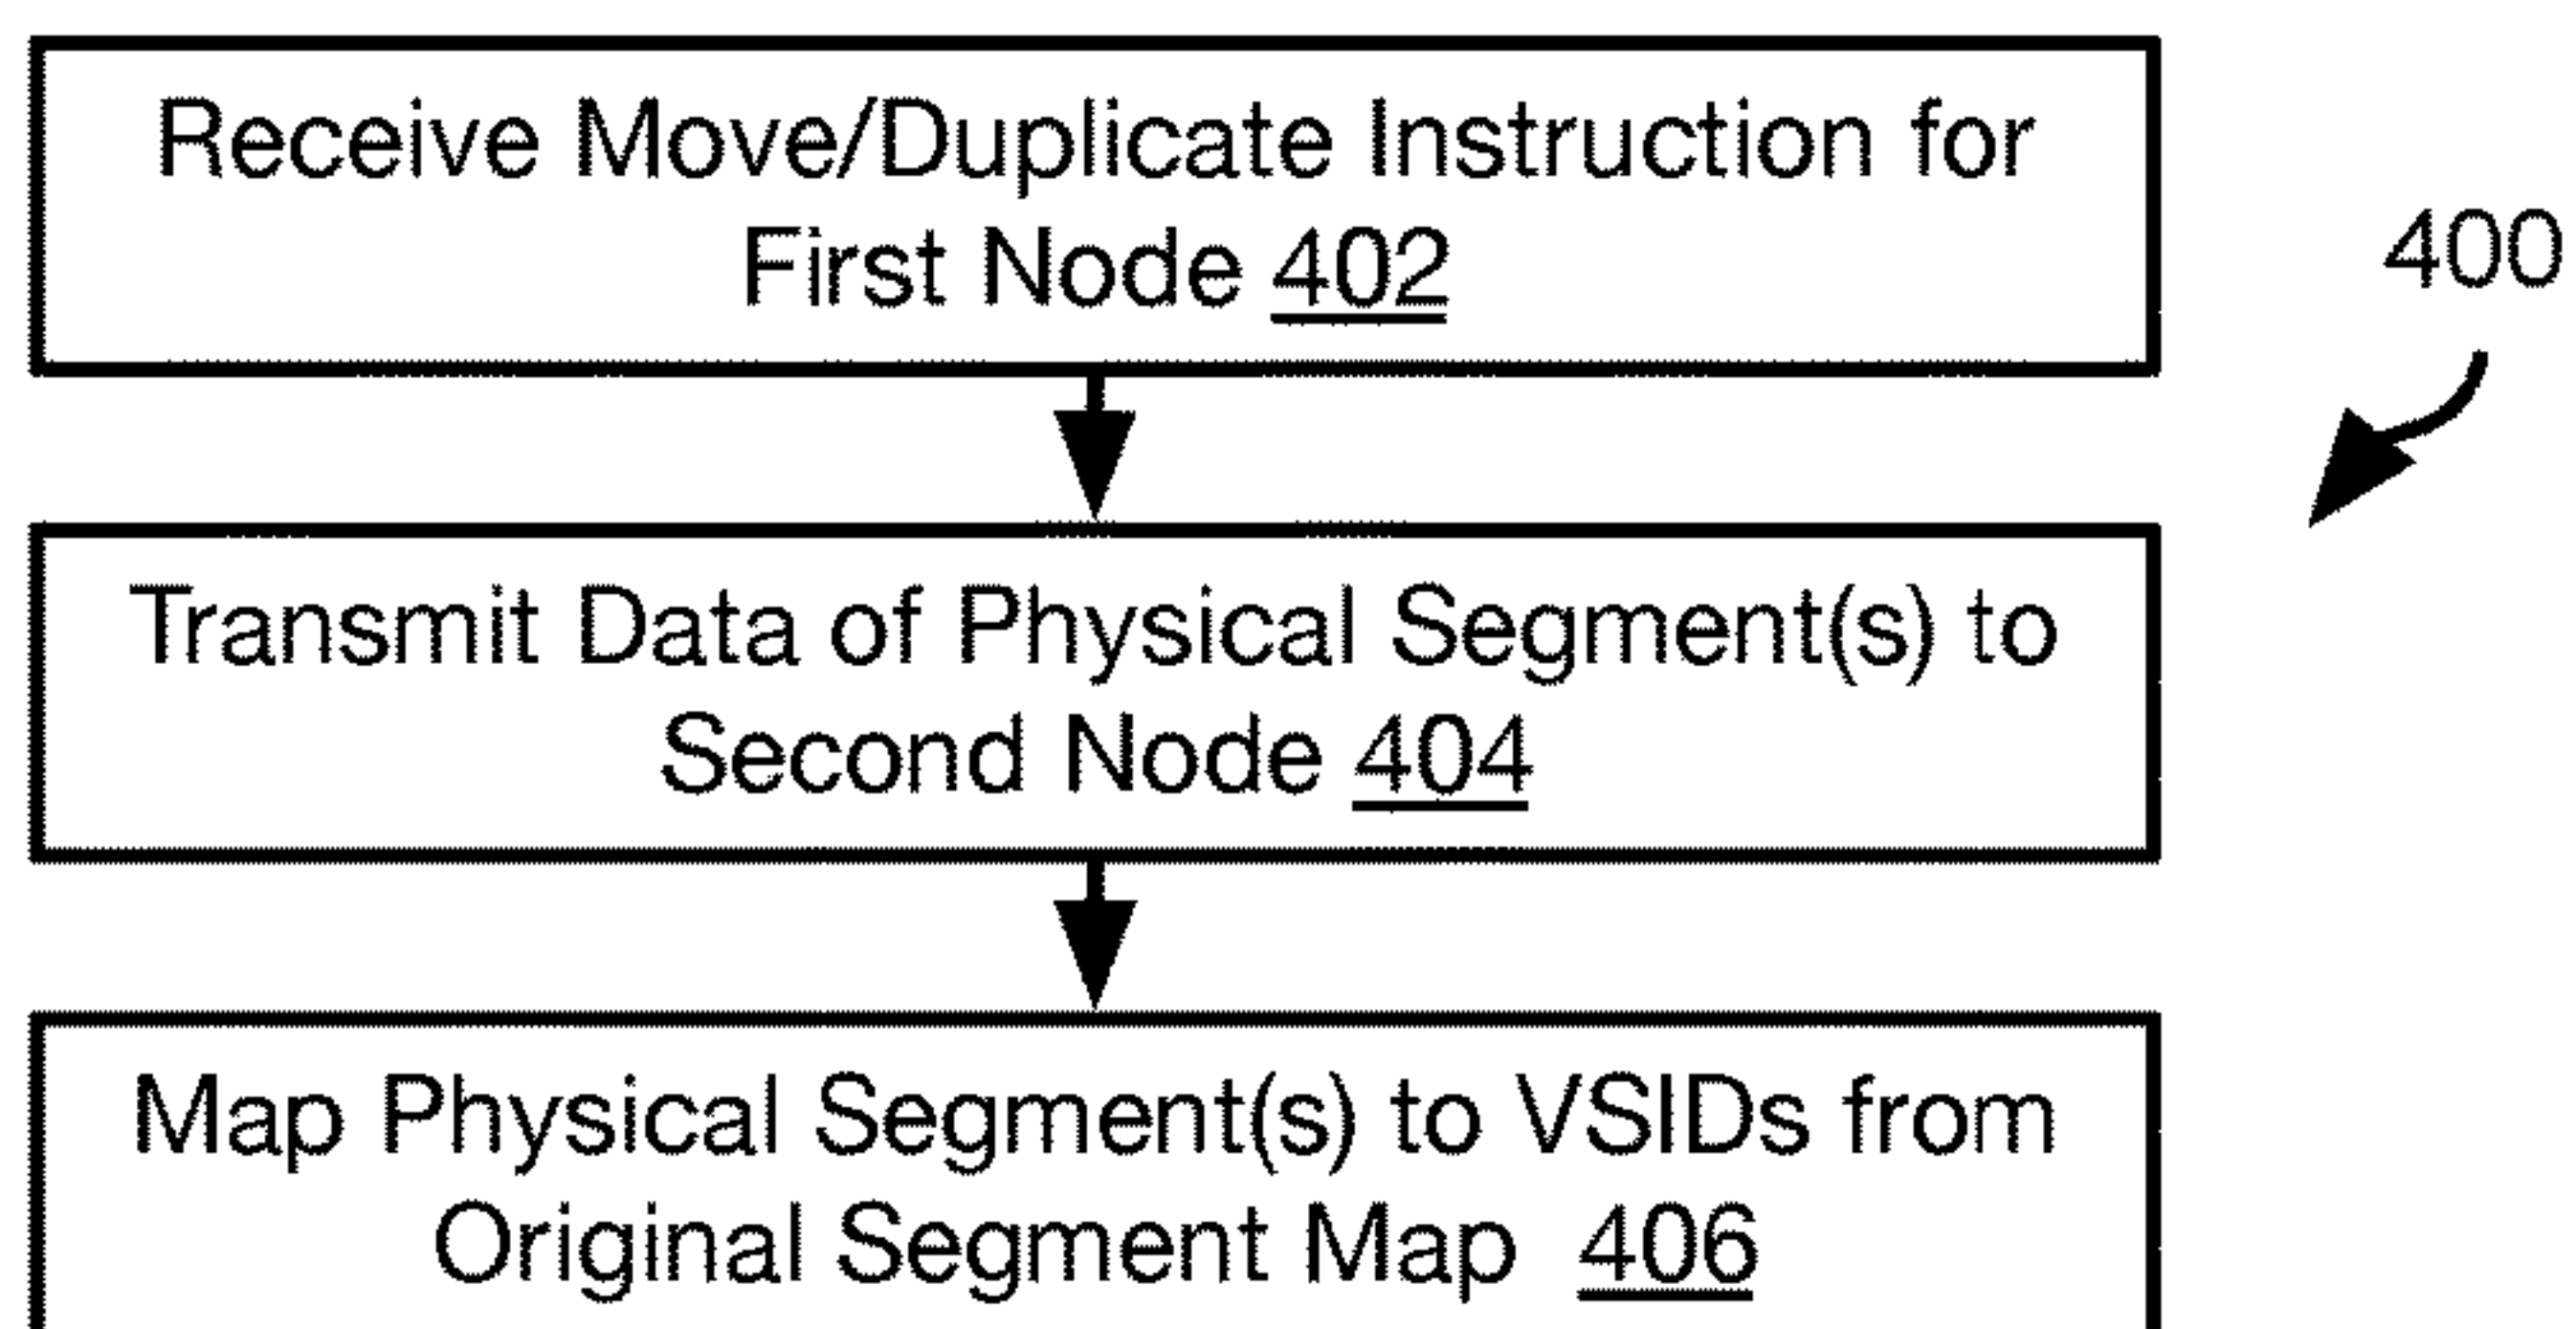 Receive Move/Duplicate Instruction for
First Node 402
400
Transmit Data of Physical Segment(s) to
Second Node 404
Map Physical Segment(s) to VSIDs from
Original Segment Map 406